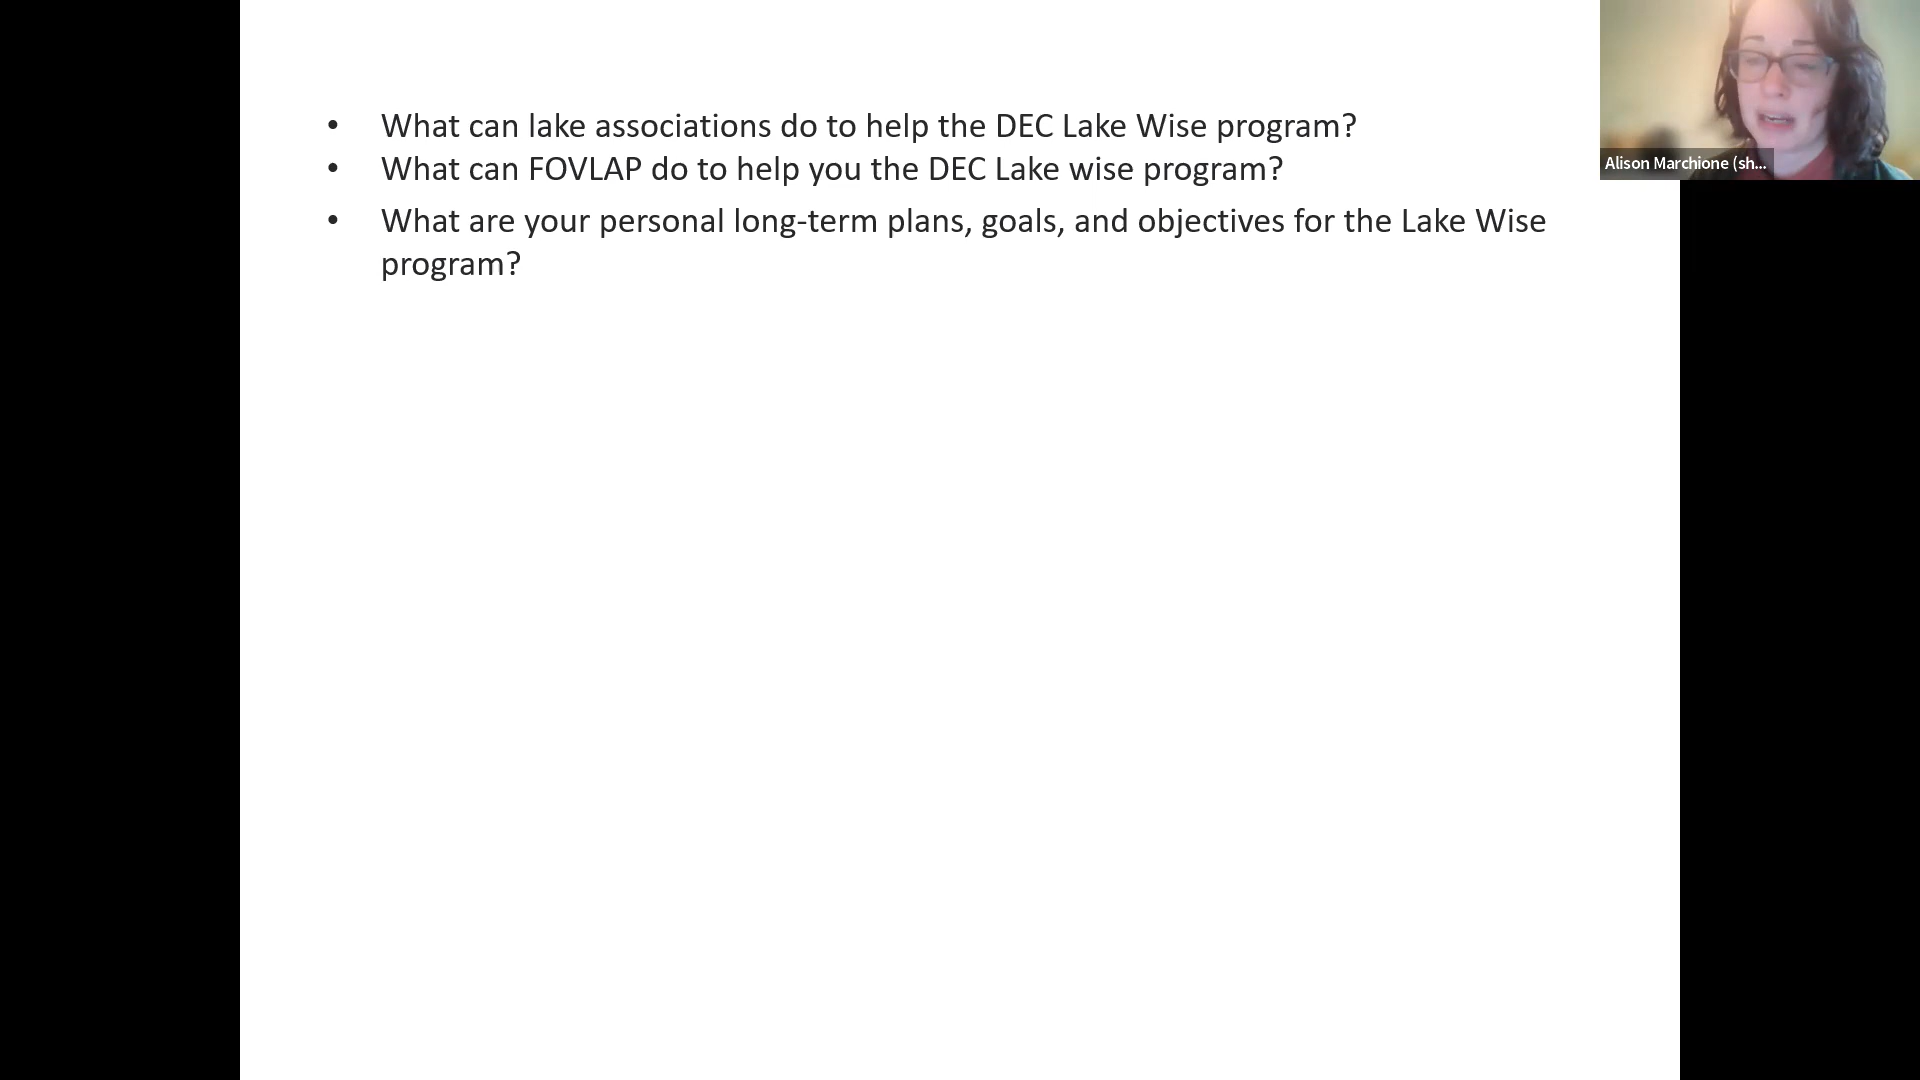 • What can lake associations do to help the DEC Lake Wise program?
• What can FOVLAP do to help you the DEC Lake wise program?
• What are your personal long-term plans, goals, and objectives for the Lake Wise
program?
Alison Marchione (sh...